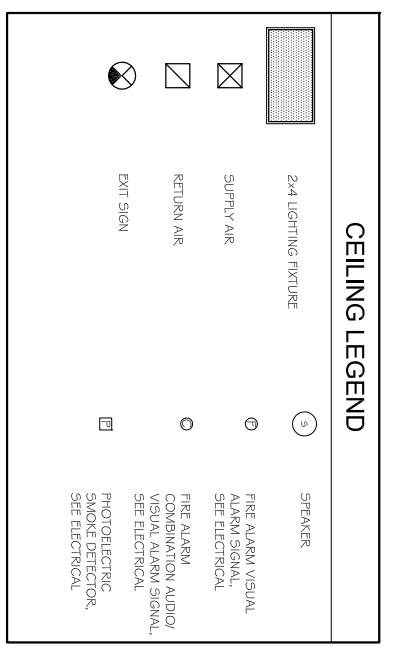 CEILING LEGEND
2x4 LIGHTING FIXTURE
SUPPLY AIR
RETURN AIR
EXIT SIGN
S
SPEAKER
F
FIRE ALARM VISUAL
ALARM SIGNAL,
SEE ELECTRICAL
C
FIRE ALARM
COMBINATION AUDIO/
VISUAL ALARM SIGNAL,
SEE ELECTRICAL
P
PHOTOELECTRIC
SMOKE DETECTOR,
SEE ELECTRICAL